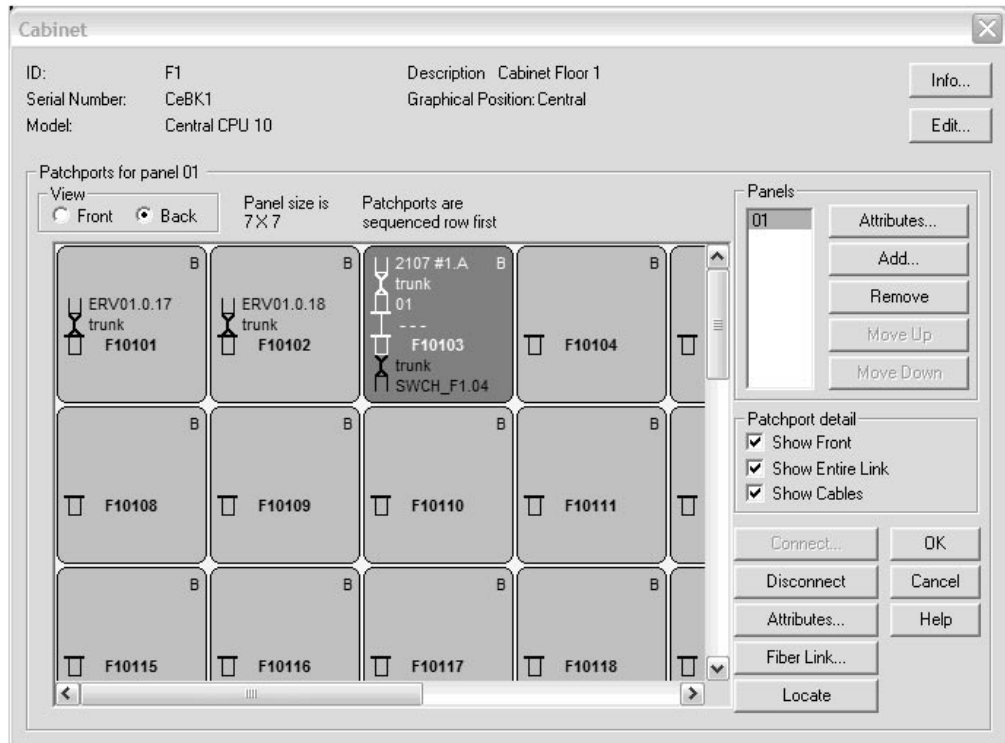 Cabinet
ID: F1 Description Cabinet Floor 1
Serial Number: CeBK1 Graphical Position: Central
Model: Central CPU 10
Info...
Edit...
Patchports for panel 01
View
Front Back
Panel size is
7 X 7
Patchports are
sequenced row first
B
ERV01.0.17
trunk
F10101
B
ERV01.0.18
trunk
F10102
2107 #1.A B
trunk
01
---
F10103
trunk
SWCH_F1.04
B
F10104
B
F10108
B
F10109
B
F10110
B
F10111
B
F10115
B
F10116
B
F10117
B
F10118
Panels
01
Attributes...
Add...
Remove
Move Up
Move Down
Patchport detail
Show Front
Show Entire Link
Show Cables
Connect...
OK
Disconnect
Cancel
Attributes...
Help
Fiber Link...
Locate